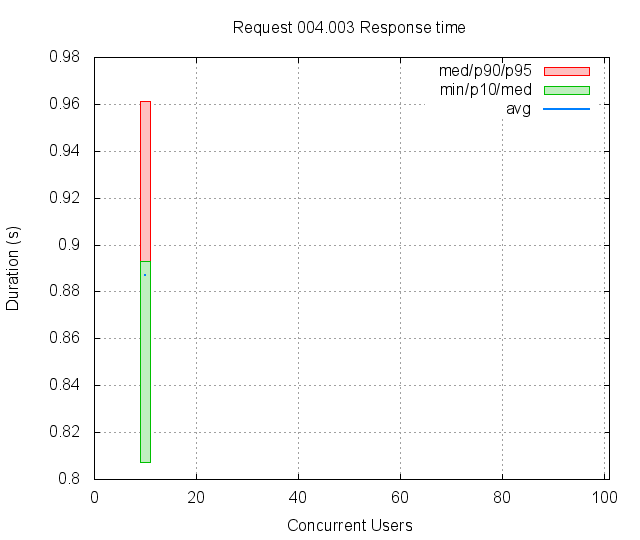 Request 004.003 Response time
0.98
0.96
0.94
0.92
0.9
0.88
0.86
0.84
0.82
0.8
Duration (s)
med/p90/p95
min/p10/med
avg
0 20 40 60 80 100
Concurrent Users